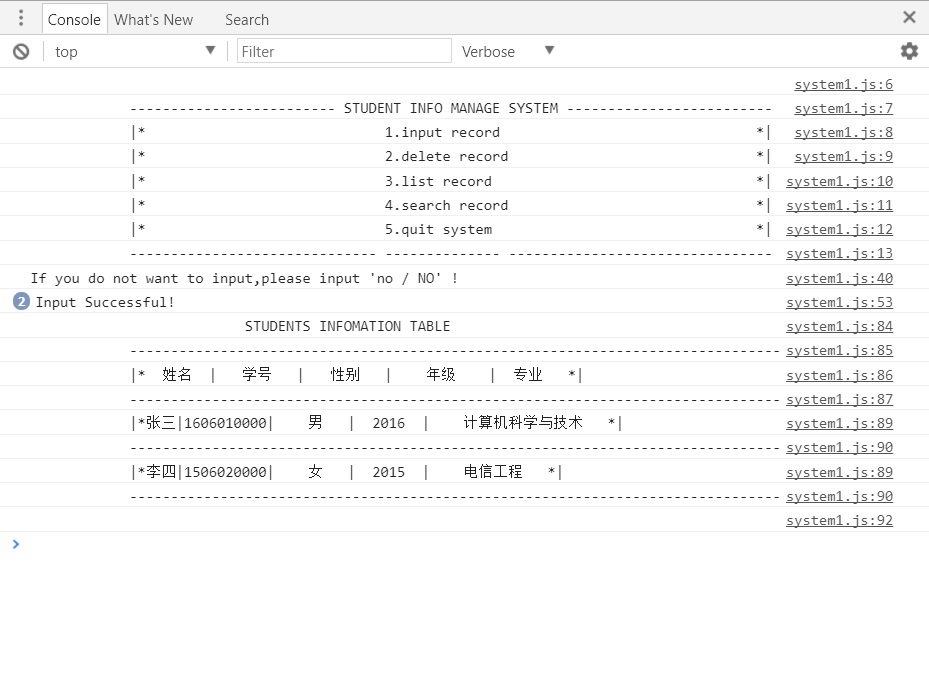 Console What's New Search
top Filter Verbose
system1.js:6
------------------------- STUDENT INFO MANAGE SYSTEM ------------------------- system1.js:7
|* 1.input record *| system1.js:8
|* 2.delete record *| system1.js:9
|* 3.list record *| system1.js:10
|* 4.search record *| system1.js:11
|* 5.quit system *| system1.js:12
------------------------------ -------------- -------------------------------- system1.js:13
If you do not want to input,please input 'no / NO' ! system1.js:40
2 Input Successful! system1.js:53
STUDENTS INFOMATION TABLE system1.js:84
------------------------------------------------------------------------------- system1.js:85
|* 姓名 | 学号 | 性别 | 年级 | 专业 *| system1.js:86
------------------------------------------------------------------------------- system1.js:87
|*张三|1606010000| 男 | 2016 | 计算机科学与技术 *| system1.js:89
------------------------------------------------------------------------------- system1.js:90
|*李四|1506020000| 女 | 2015 | 电信工程 *| system1.js:89
------------------------------------------------------------------------------- system1.js:90
system1.js:92